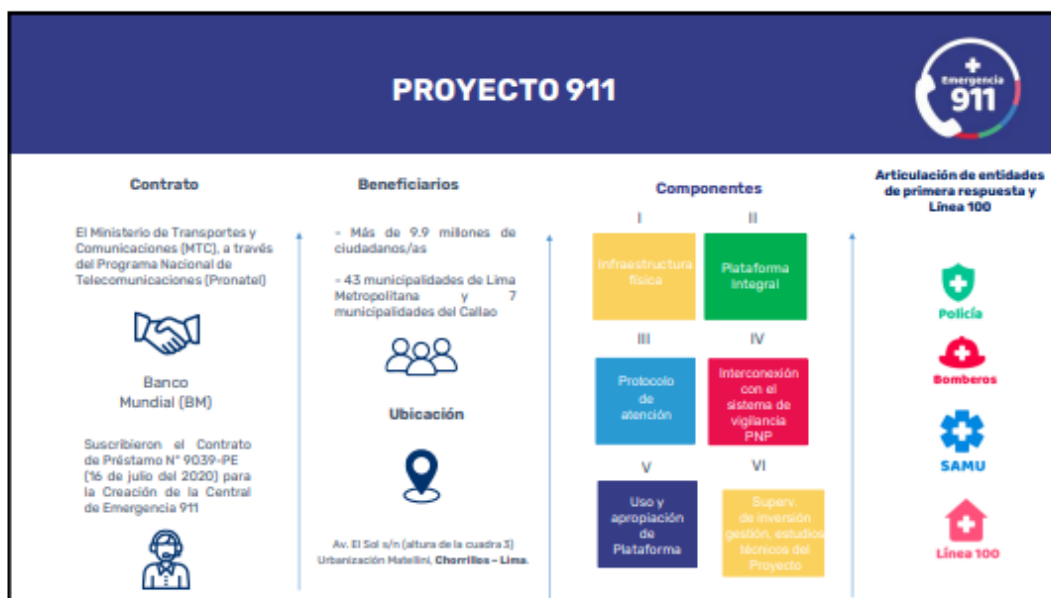 PROYECTO 911
Emergencia
911
Contrato
El Ministerio de Transportes y
Comunicaciones (MTC), a través
del Programa Nacional de
Telecomunicaciones (Pronatel)
Banco
Mundial (BM)
Suscribieron el Contrato
de Préstamo N° 9039-PE
(16 de julio del 2020) para
la Creación de la Central
de Emergencia 911
Beneficiarios
- Más de 9.9 millones de
ciudadanos/as
- 43 municipalidades de Lima
Metropolitana y 7
municipalidades del Callao
Ubicación
Av. El Sol s/n (altura de la cuadra 3)
Urbanización Matellini, Chorrillos – Lima.
Componentes
I
Infraestructura
física
II
Plataforma
Integral
III
Protocolo
de
atención
IV
Interconexión
con el
sistema de
vigilancia
PNP
V
Uso y
apropiación
de
Plataforma
VI
Superv.
de inversión
gestión, estudios
técnicos del
Proyecto
Articulación de entidades
de primera respuesta y
Línea 100
Policía
Bomberos
SAMU
Línea 100